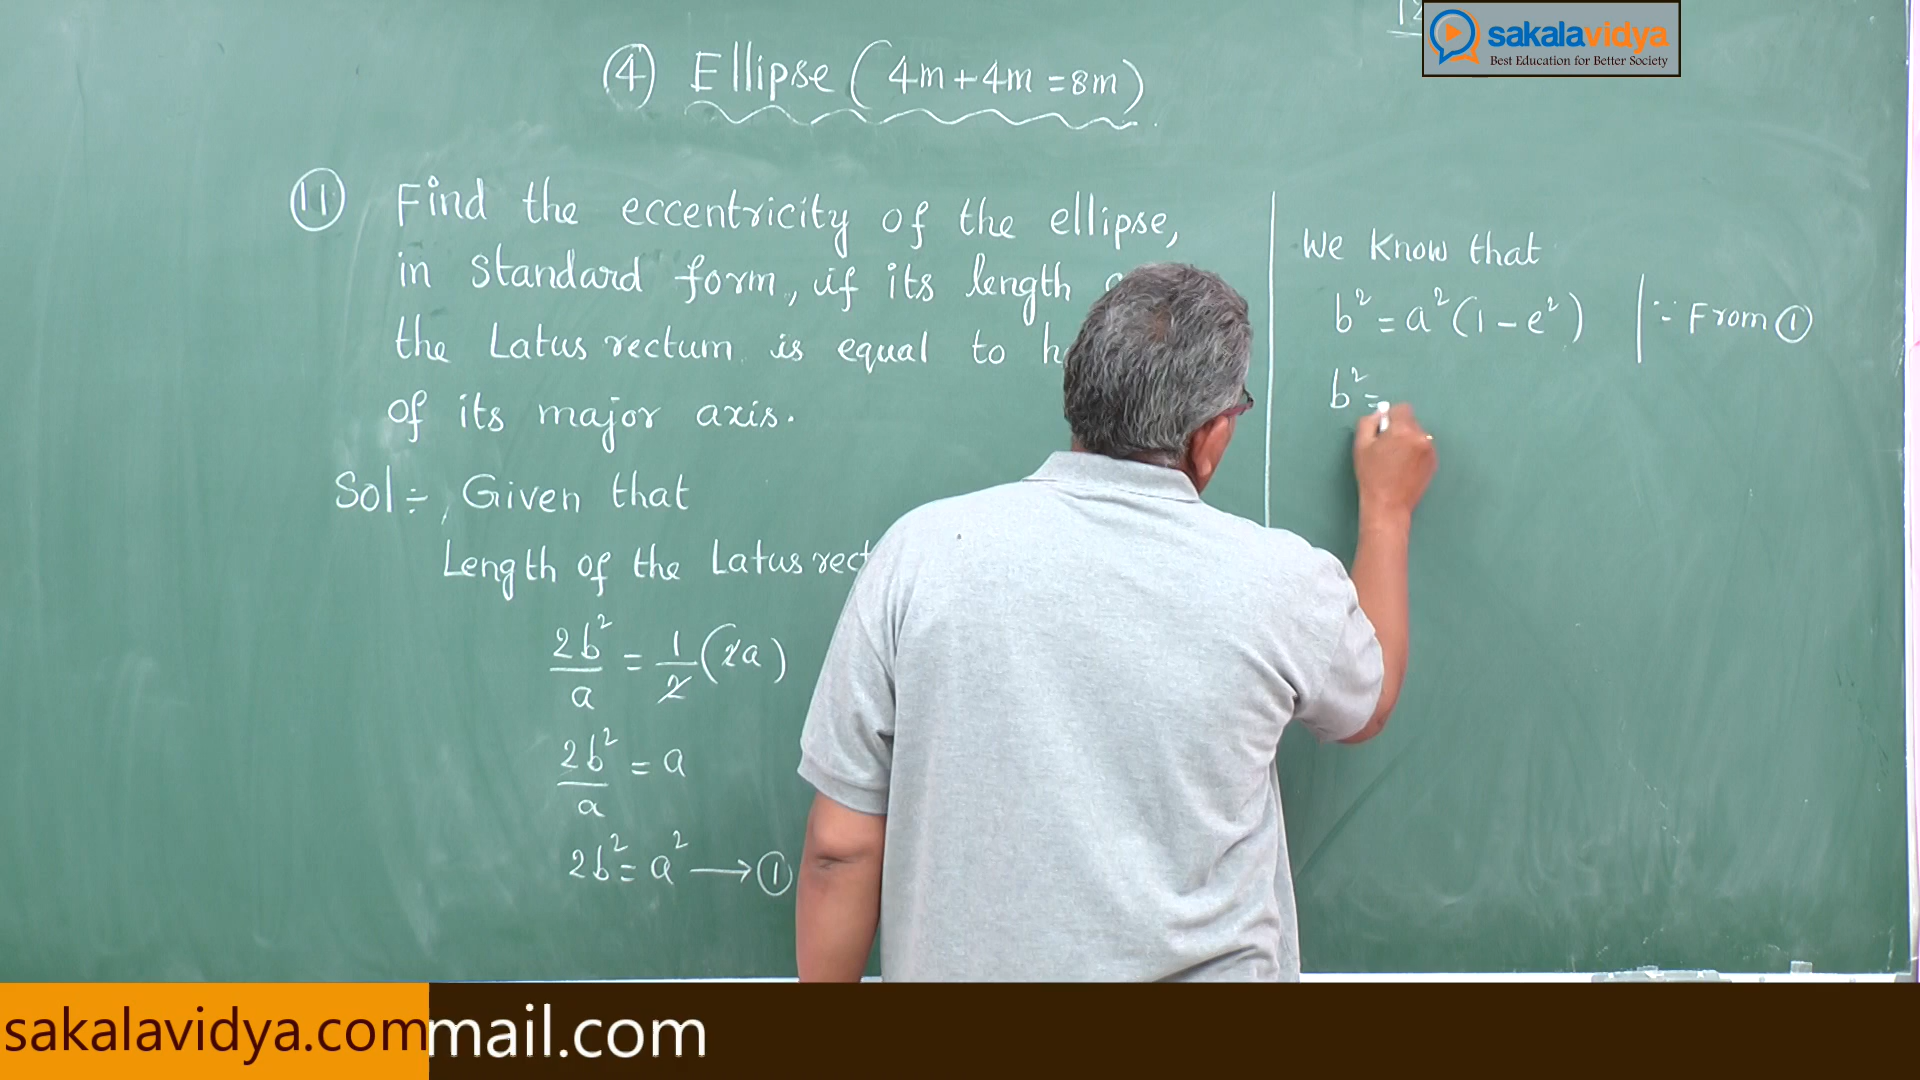 ④ Ellipse (4m+4m=8m)
sakalavidya
Best Education for Better Society
⑪ Find the eccentricity of the ellipse,
in standard form, if its length
the Latus rectum is equal to
of its major axis.
Sol÷ Given that
Length of the Latus rect
2b²/a = 1/2 (2a)
2b²/a = a
2b² = a² → ①
We know that
b² = a²(1 - e²) | ∵ From ①
b² =
sakalavidya.com
mail.com